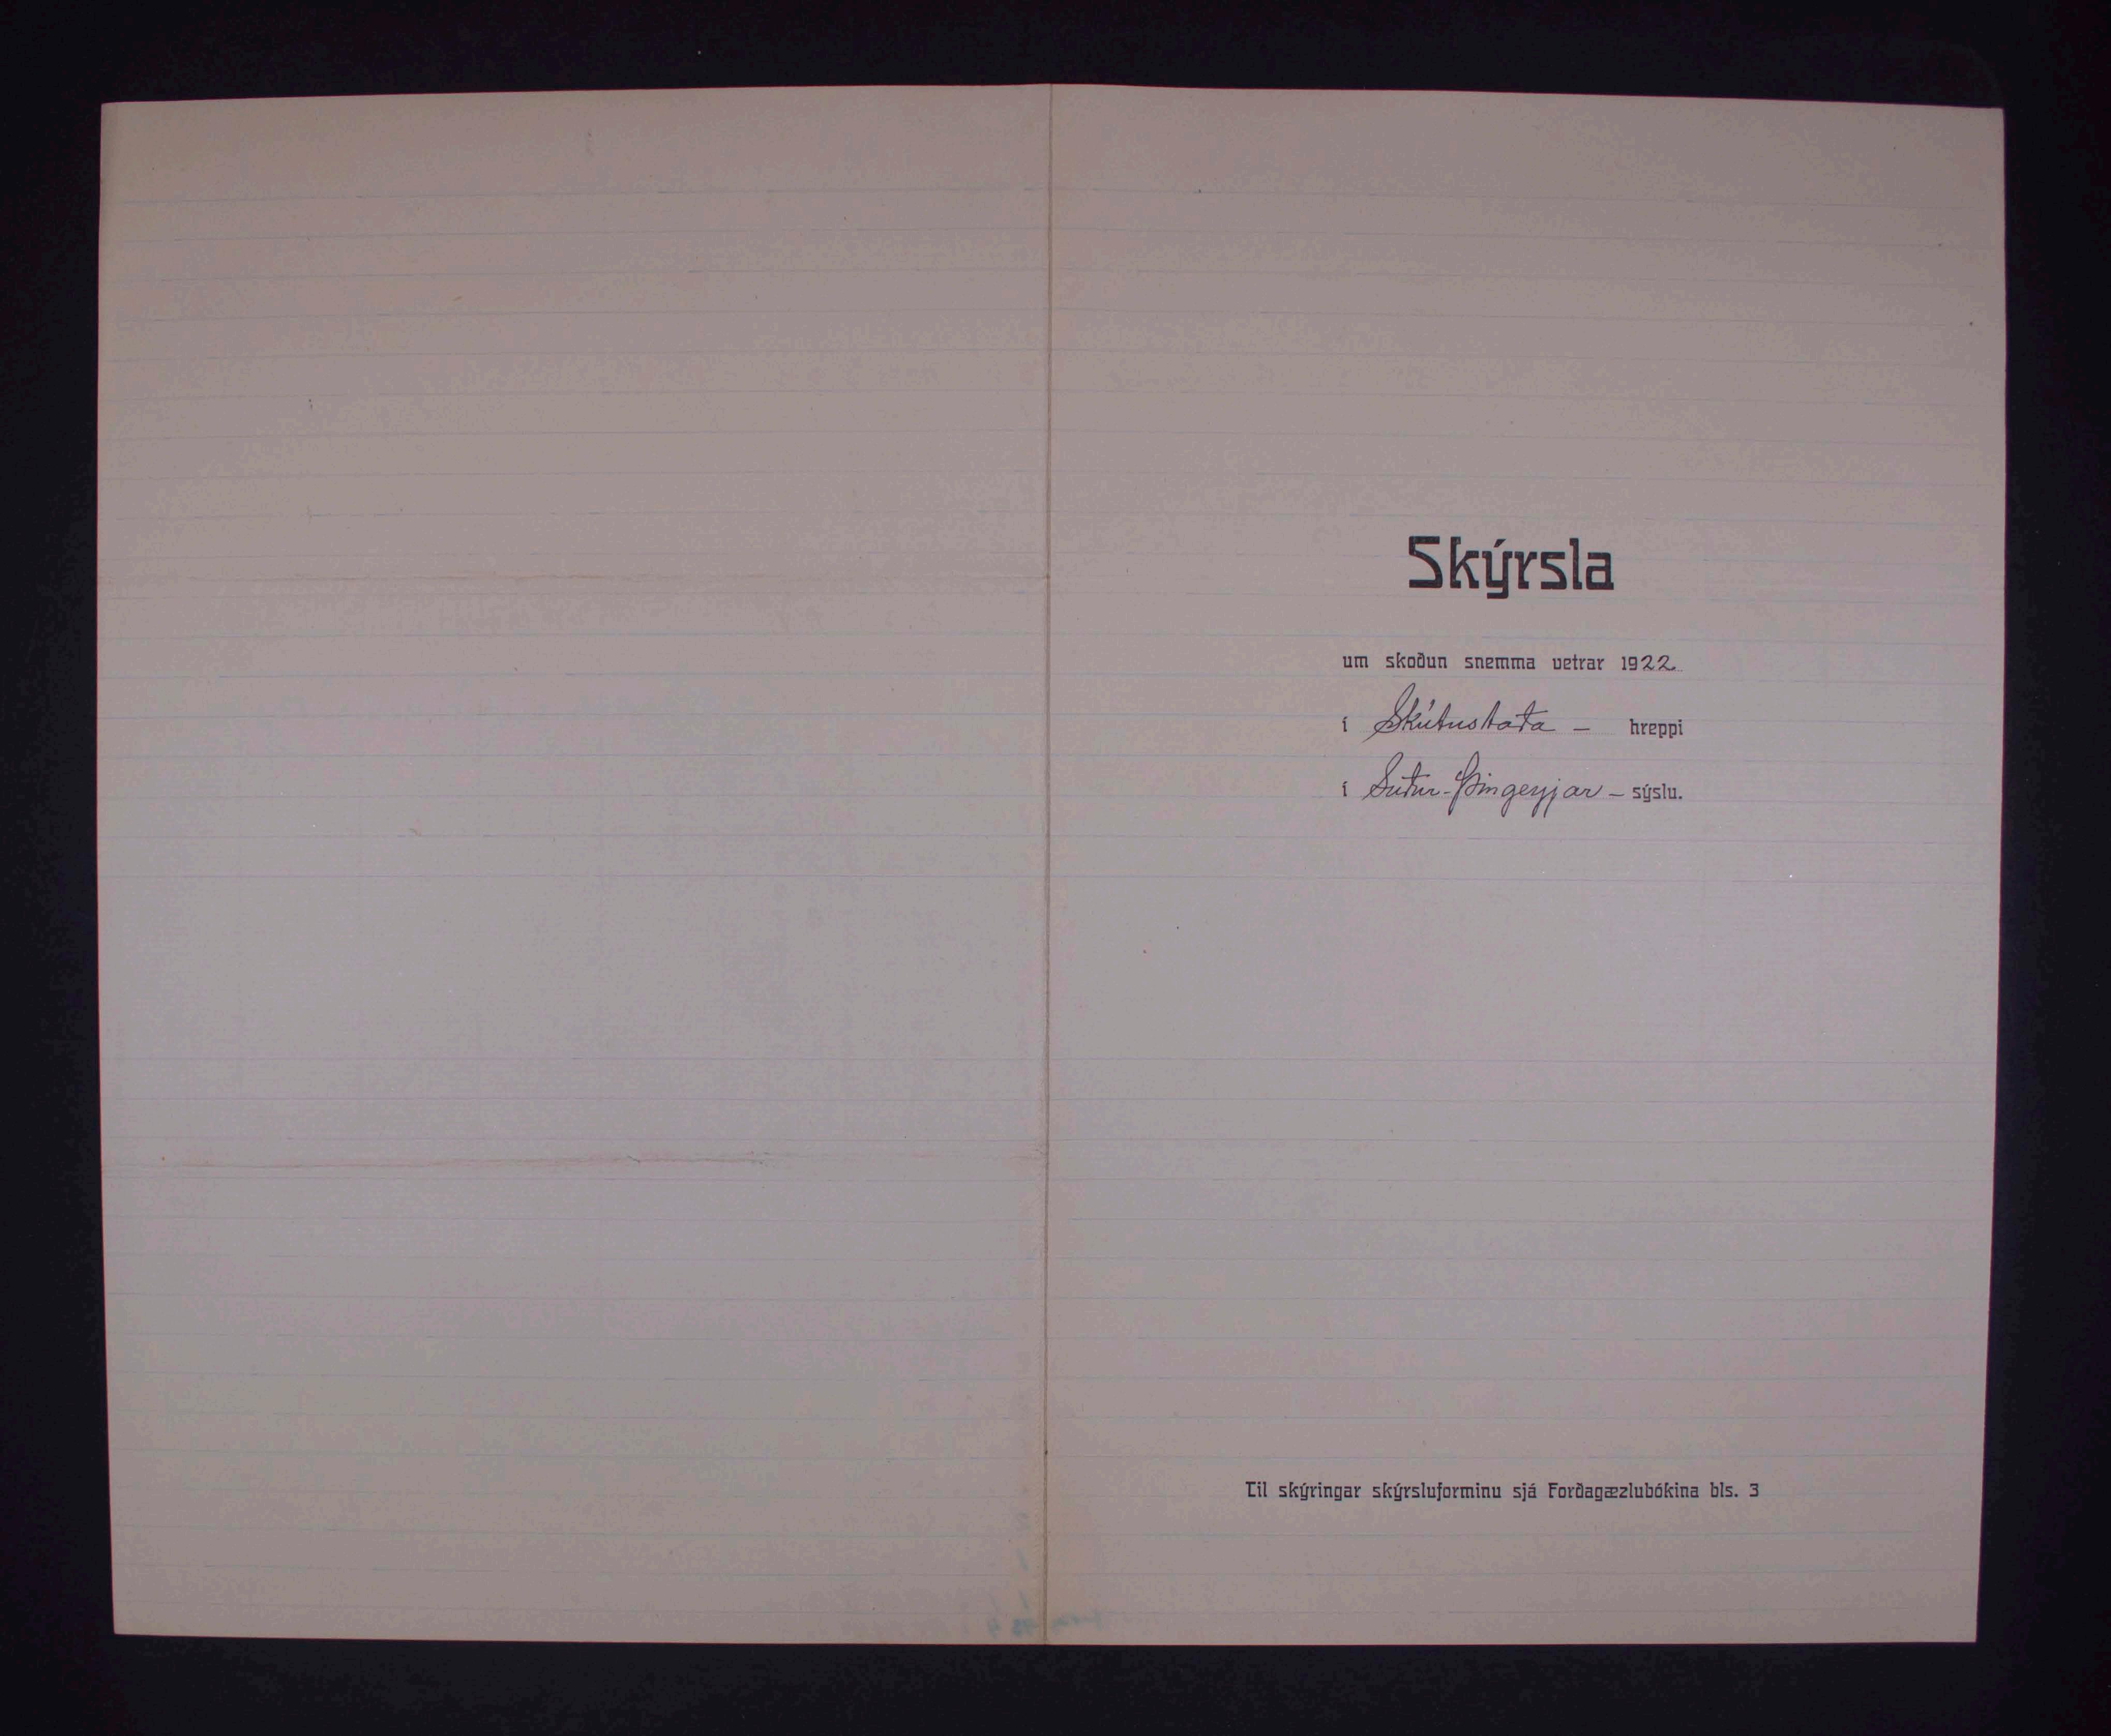 Skýrsla
um skoðun snemma vetrar 1922
í Skútustaða - hreppi
í Suður-Þingeyjar - sýslu.
Til skýringar skýrsluforminu sjá Forðagæzlubókina bls. 3